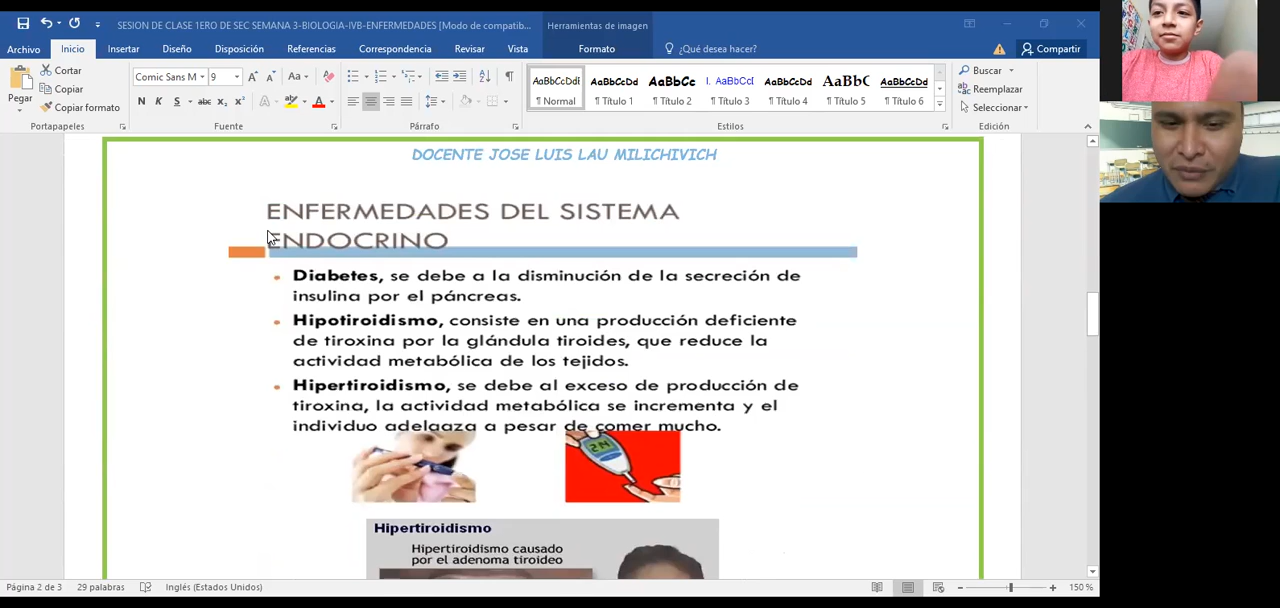 SESION DE CLASE 1ERO DE SEC SEMANA 3-BIOLOGIA-IVB-ENFERMEDADES [Modo de compatib... Herramientas de imagen
Archivo Inicio Insertar Diseño Disposición Referencias Correspondencia Revisar Vista Formato ¿Qué desea hacer? Compartir
Pegar
Cortar
Copiar
Copiar formato
Comic Sans M 9 Aa
N K S abc x₂ x² A A
AaBbCcDdE AaBbCcDd AaBbCc I. AaBbCcI AaBbCcDd AaBbC AaBbCcDd
¶ Normal ¶ Título 1 ¶ Título 2 ¶ Título 3 ¶ Título 4 ¶ Título 5 ¶ Título 6
Buscar
Reemplazar
Seleccionar
Portapapeles Fuente Párrafo Estilos Edición
DOCENTE JOSE LUIS LAU MILICHIVICH
ENFERMEDADES DEL SISTEMA
ENDOCRINO
• Diabetes, se debe a la disminución de la secreción de
insulina por el páncreas.
• Hipotiroidismo, consiste en una producción deficiente
de tiroxina por la glándula tiroides, que reduce la
actividad metabólica de los tejidos.
• Hipertiroidismo, se debe al exceso de producción de
tiroxina, la actividad metabólica se incrementa y el
individuo adelgaza a pesar de comer mucho.
Hipertiroidismo
Hipertiroidismo causado
por el adenoma tiroideo
Página 2 de 3 29 palabras Inglés (Estados Unidos) 150 %